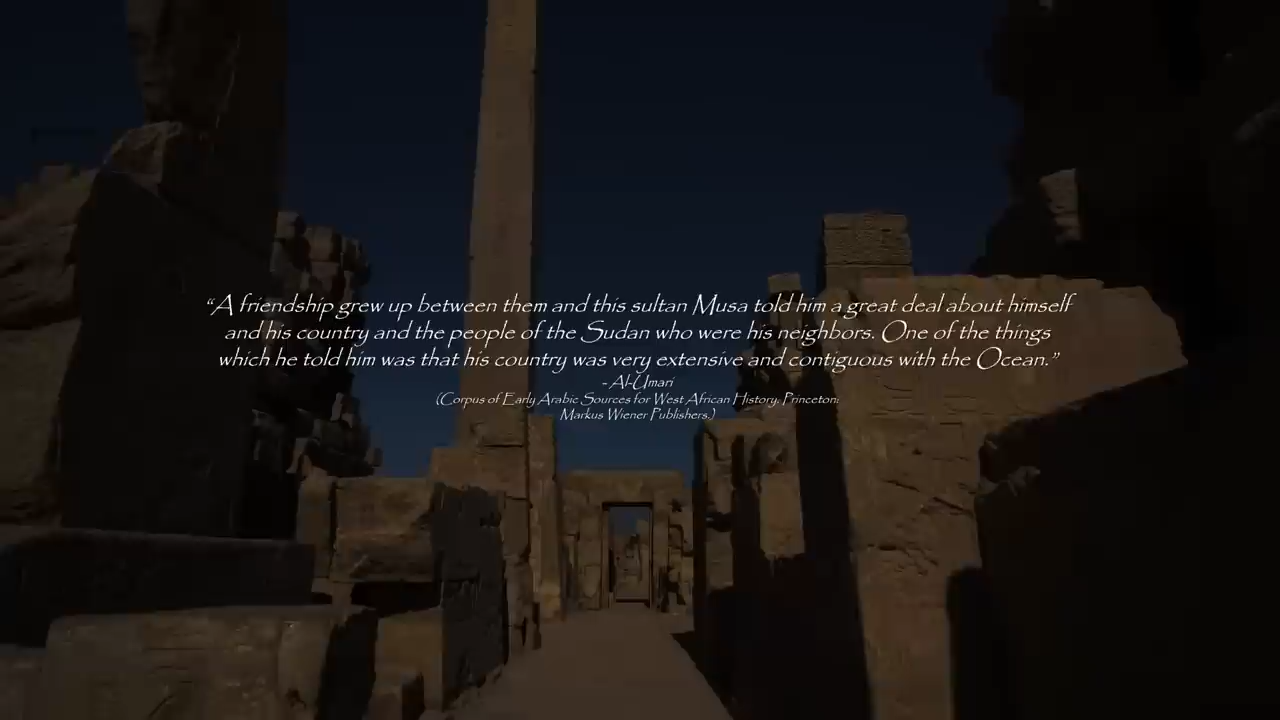 “A friendship grew up between them and this sultan Musa told him a great deal about himself
and his country and the people of the Sudan who were his neighbors. One of the things
which he told him was that his country was very extensive and contiguous with the Ocean.”
- Al-Umari
(Corpus of Early Arabic Sources for West African History. Princeton:
Markus Wiener Publishers.)